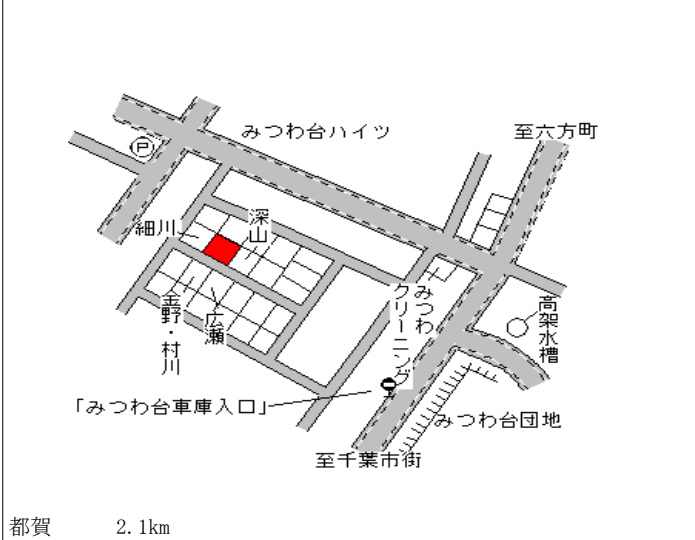 みつわ台ハイツ
至六方町
Ⓟ
深山
細川
金野・村川
広瀬
みつわ
クリーニング
高架水槽
「みつわ台車庫入口」
みつわ台団地
至千葉市街
都賀 2.1km